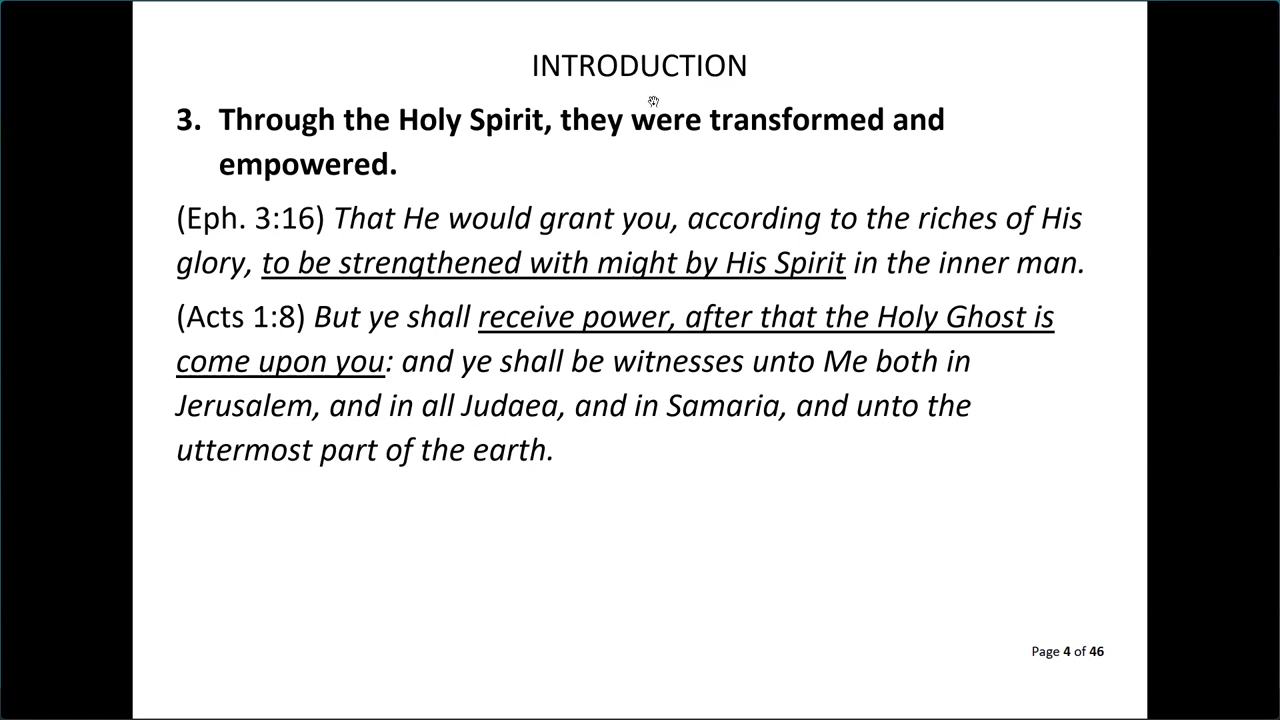 INTRODUCTION
3. Through the Holy Spirit, they were transformed and
empowered.
(Eph. 3:16) That He would grant you, according to the riches of His
glory, to be strengthened with might by His Spirit in the inner man.
(Acts 1:8) But ye shall receive power, after that the Holy Ghost is
come upon you: and ye shall be witnesses unto Me both in
Jerusalem, and in all Judaea, and in Samaria, and unto the
uttermost part of the earth.
Page 4 of 46